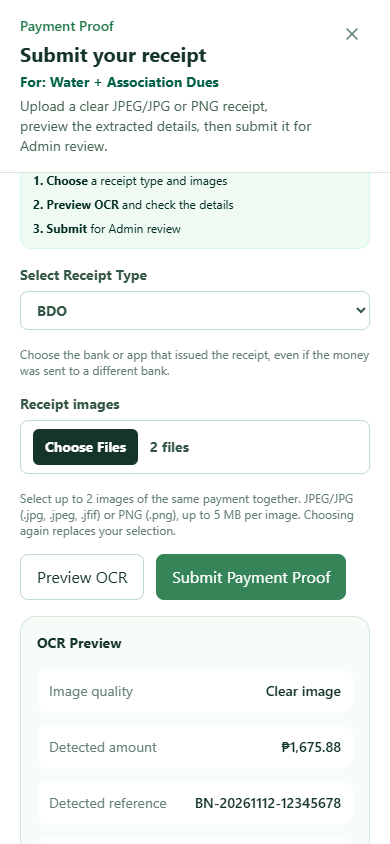 Payment Proof
Submit your receipt
For: Water + Association Dues
Upload a clear JPEG/JPG or PNG receipt,
preview the extracted details, then submit it for
Admin review.
1. Choose a receipt type and images
2. Preview OCR and check the details
3. Submit for Admin review
Select Receipt Type
BDO
Choose the bank or app that issued the receipt, even if the money
was sent to a different bank.
Receipt images
Choose Files 2 files
Select up to 2 images of the same payment together. JPEG/JPG
(.jpg, .jpeg, .jfif) or PNG (.png), up to 5 MB per image. Choosing
again replaces your selection.
Preview OCR Submit Payment Proof
OCR Preview
Image quality Clear image
Detected amount ₱1,675.88
Detected reference BN-20261112-12345678